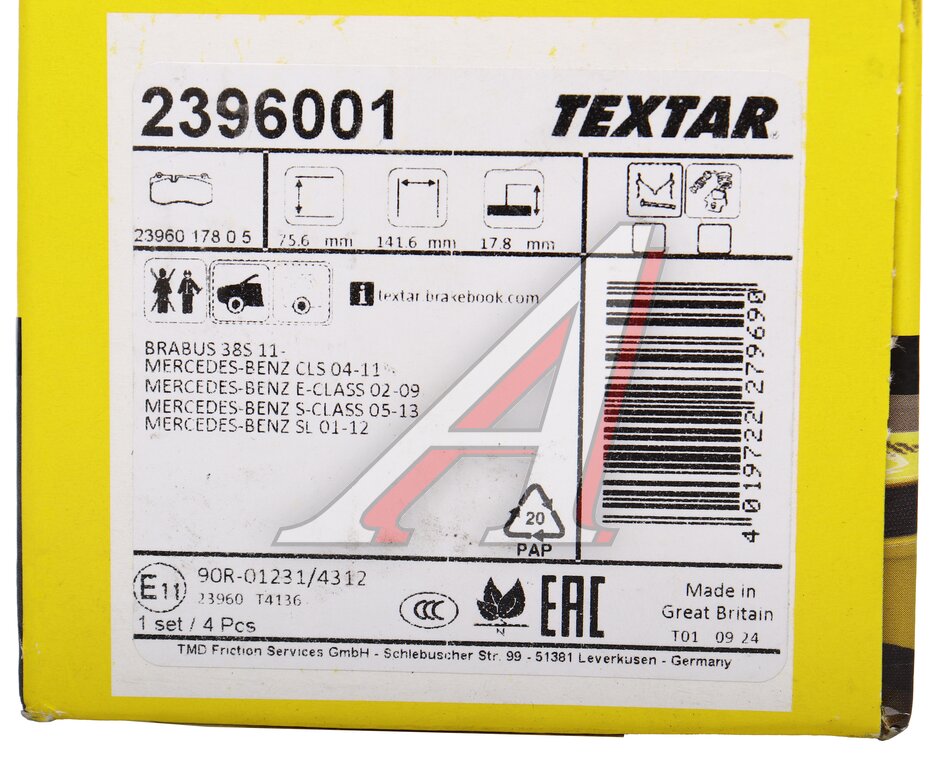 2396001 TEXTAR
23960 178 0 5
75.6 mm 141.6 mm 17.8 mm
i textar.brakebook.com
BRABUS 38S 11-
MERCEDES-BENZ CLS 04-11
MERCEDES-BENZ E-CLASS 02-09
MERCEDES-BENZ S-CLASS 05-13
MERCEDES-BENZ SL 01-12
4 019722 279690
20
PAP
E11 90R-01231/4312
23960 T4136
1 set / 4 Pcs
CCC
N
EAC
Made in
Great Britain
T01 09 24
TMD Friction Services GmbH - Schlebuscher Str. 99 - 51381 Leverkusen - Germany